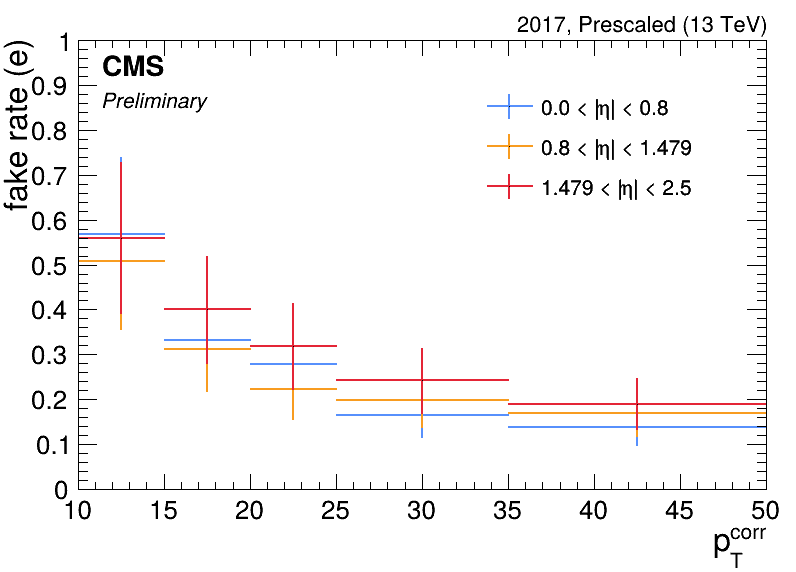 2017, Prescaled (13 TeV)
fake rate (e)
CMS
Preliminary
0.0 < |η| < 0.8
0.8 < |η| < 1.479
1.479 < |η| < 2.5
1
0.9
0.8
0.7
0.6
0.5
0.4
0.3
0.2
0.1
0
10 15 20 25 30 35 40 45 50
p_T^corr